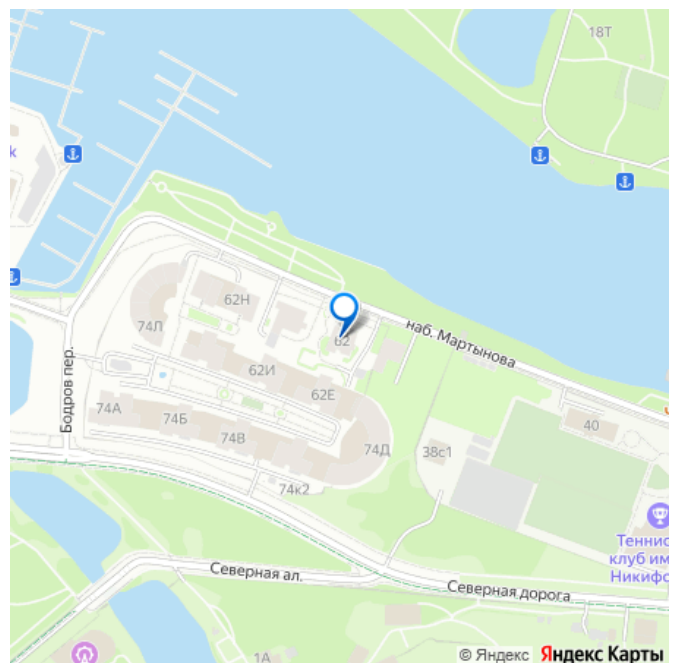 18Т
k
62Н
74Л
62
наб. Мартынова
Бодров пер.
62И
62Е
74А
74Б
40
74В
74Д
38с1
74к2
Теннис
клуб им
Никифо
Северная ал.
Северная дорога
1А
© Яндекс Яндекс Карты